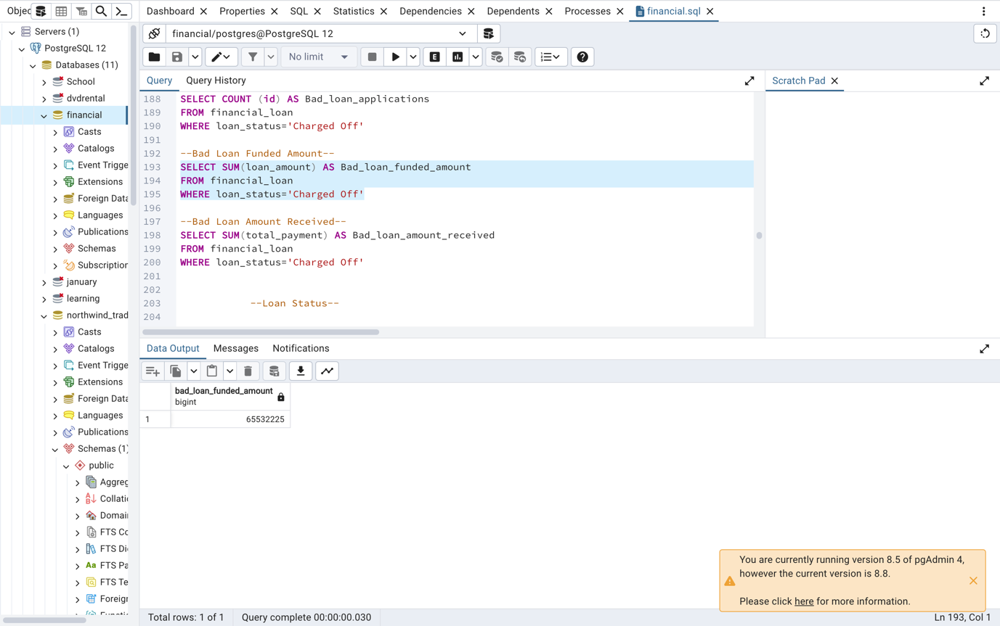 Objec
Dashboard
Properties
SQL
Statistics
Dependencies
Dependents
Processes
financial.sql
Servers (1)
PostgreSQL 12
Databases (11)
School
dvdrental
financial
Casts
Catalogs
Event Trigge
Extensions
Foreign Data
Languages
Publications
Schemas
Subscription
january
learning
northwind_trad
Casts
Catalogs
Event Trigge
Extensions
Foreign Data
Languages
Publications
Schemas (1)
public
Aggreg
Collatio
Domai
FTS Co
FTS Dic
Aa FTS Pa
FTS Te
Foreign
financial/postgres@PostgreSQL 12
No limit
E
Query
Query History
Scratch Pad
188 SELECT COUNT (id) AS Bad_loan_applications
189 FROM financial_loan
190 WHERE loan_status='Charged Off'
191
192 --Bad Loan Funded Amount--
193 SELECT SUM(loan_amount) AS Bad_loan_funded_amount
194 FROM financial_loan
195 WHERE loan_status='Charged Off'
196
197 --Bad Loan Amount Received--
198 SELECT SUM(total_payment) AS Bad_loan_amount_received
199 FROM financial_loan
200 WHERE loan_status='Charged Off'
201
202
203 --Loan Status--
204
Data Output
Messages
Notifications
bad_loan_funded_amount
bigint
1 65532225
You are currently running version 8.5 of pgAdmin 4,
however the current version is 8.8.
Please click here for more information.
Total rows: 1 of 1
Query complete 00:00:00.030
Ln 193, Col 1